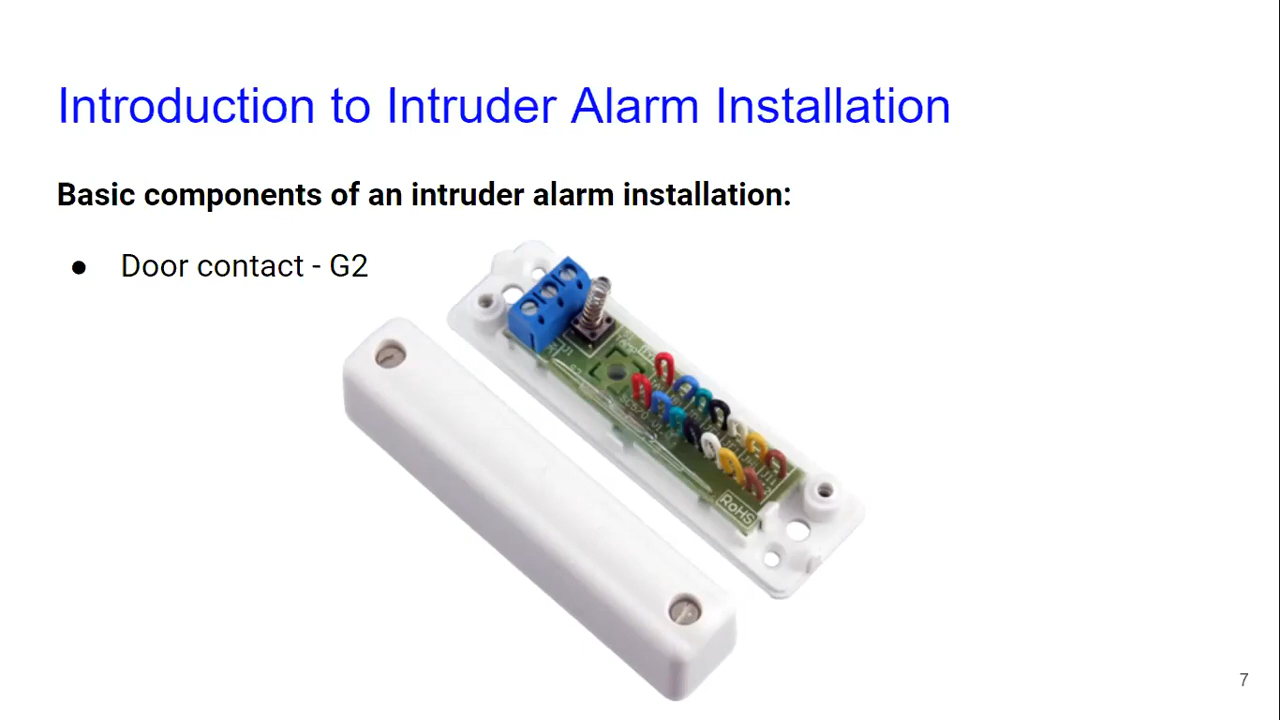 Introduction to Intruder Alarm Installation
Basic components of an intruder alarm installation:
● Door contact - G2
RoHS
7